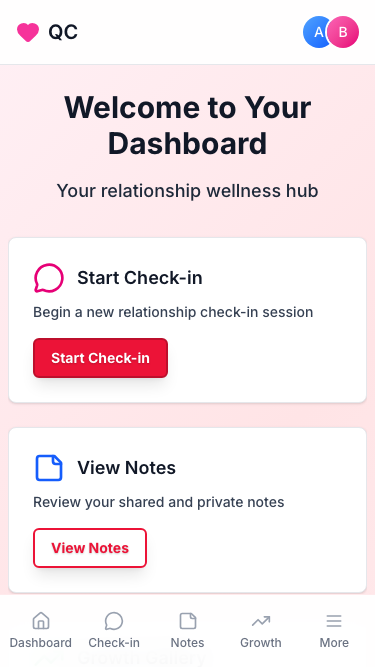 QC
A
B
Welcome to Your
Dashboard
Your relationship wellness hub
Start Check-in
Begin a new relationship check-in session
Start Check-in
View Notes
Review your shared and private notes
View Notes
Dashboard
Check-in
Notes
Growth
More